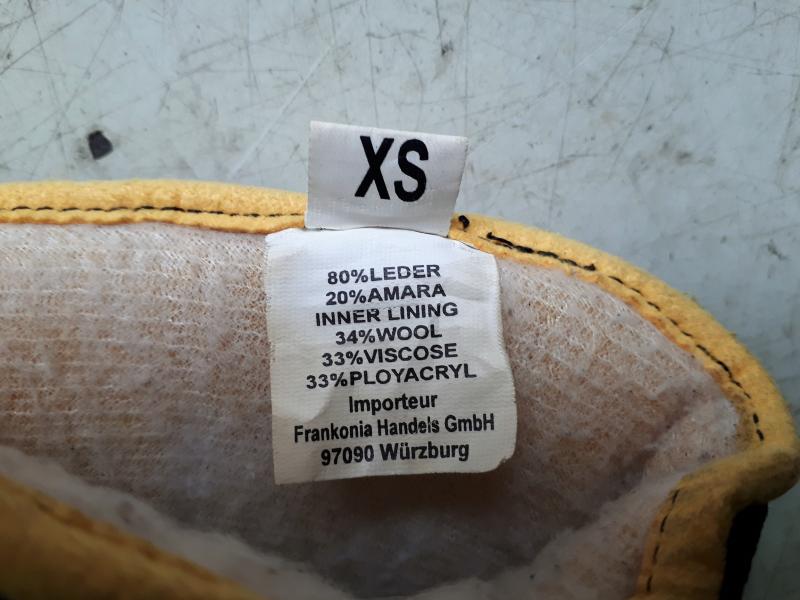 XS
80%LEDER
20%AMARA
INNER LINING
34%WOOL
33%VISCOSE
33%PLOYACRYL
Importeur
Frankonia Handels GmbH
97090 Würzburg